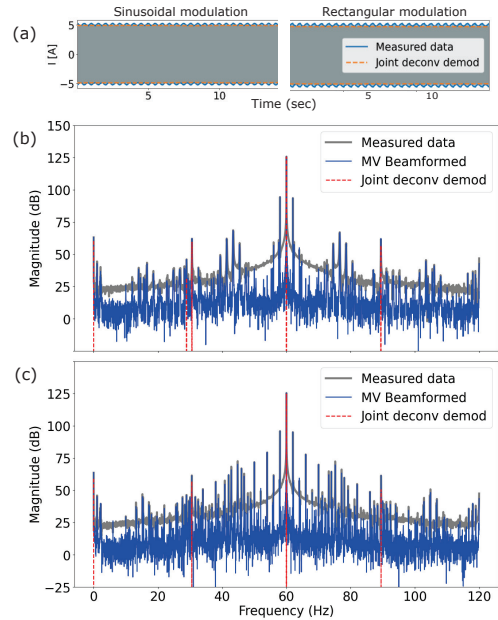 Sinusoidal modulation
Rectangular modulation
(a)
I [A]
5
0
−5
Measured data
Joint deconv demod
5
10
5
10
Time (sec)
(b)
Magnitude (dB)
150
125
100
75
50
25
0
Measured data
MV Beamformed
Joint deconv demod
(c)
Magnitude (dB)
125
100
75
50
25
0
−25
Measured data
MV Beamformed
Joint deconv demod
0
20
40
60
80
100
120
Frequency (Hz)